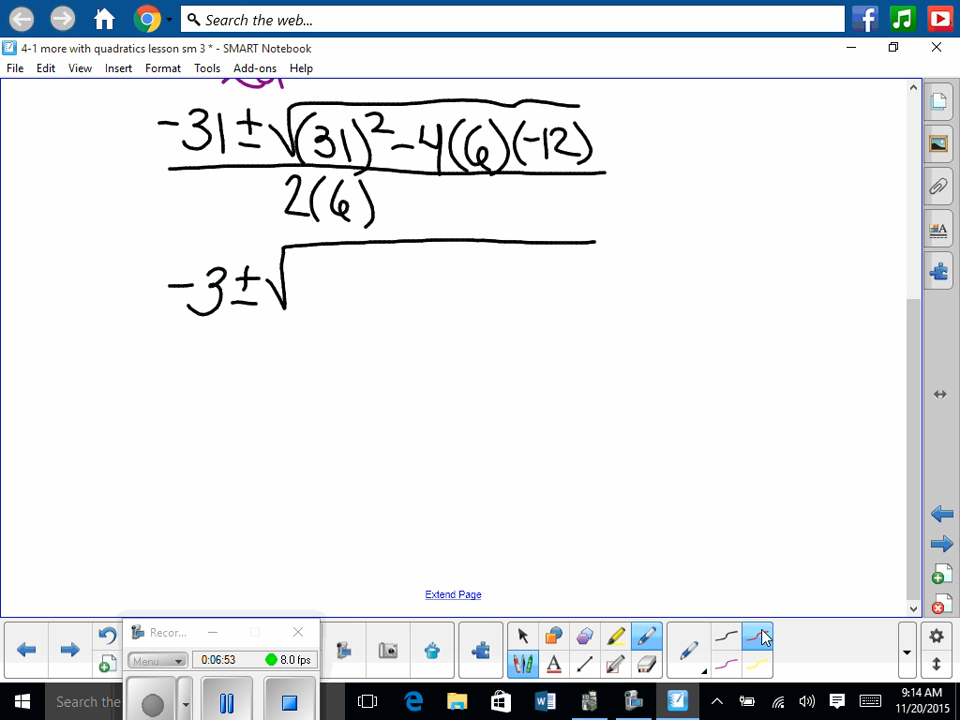 Search the web...
4-1 more with quadratics lesson sm 3 * - SMART Notebook
File Edit View Insert Format Tools Add-ons Help
-31 ± √(31)² - 4(6)(-12)
2(6)
-3 ± √
Extend Page
Recor...
Menu 0:06:53 8.0 fps
Search the
9:14 AM
11/20/2015